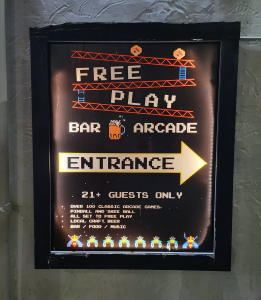 FREE
PLAY
BAR ARCADE
ENTRANCE
21+ GUESTS ONLY
OVER 100 CLASSIC ARCADE GAMES
PINBALL AND SKEE BALL
ALL SET TO FREE PLAY
LOCAL CRAFT BEER
BAR / FOOD / MUSIC